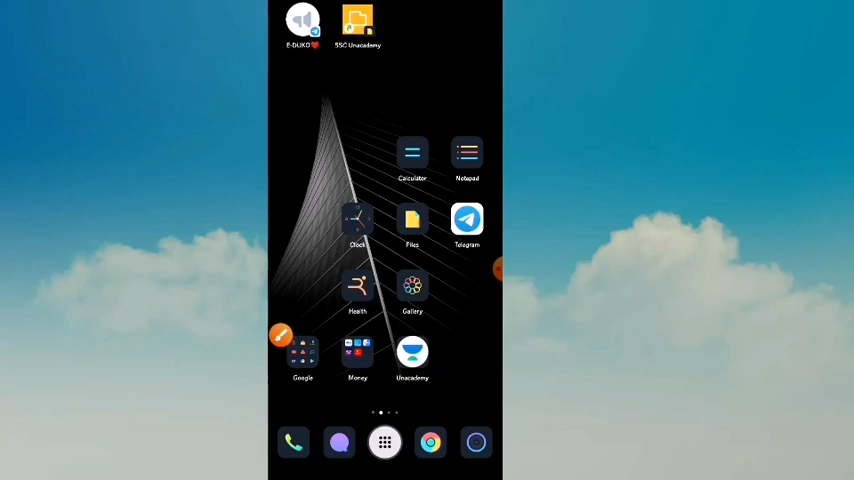 E-DUKO❤️
SSC Unacademy
Calculator
Notepad
Clock
Files
Telegram
Health
Gallery
Google
Money
Unacademy